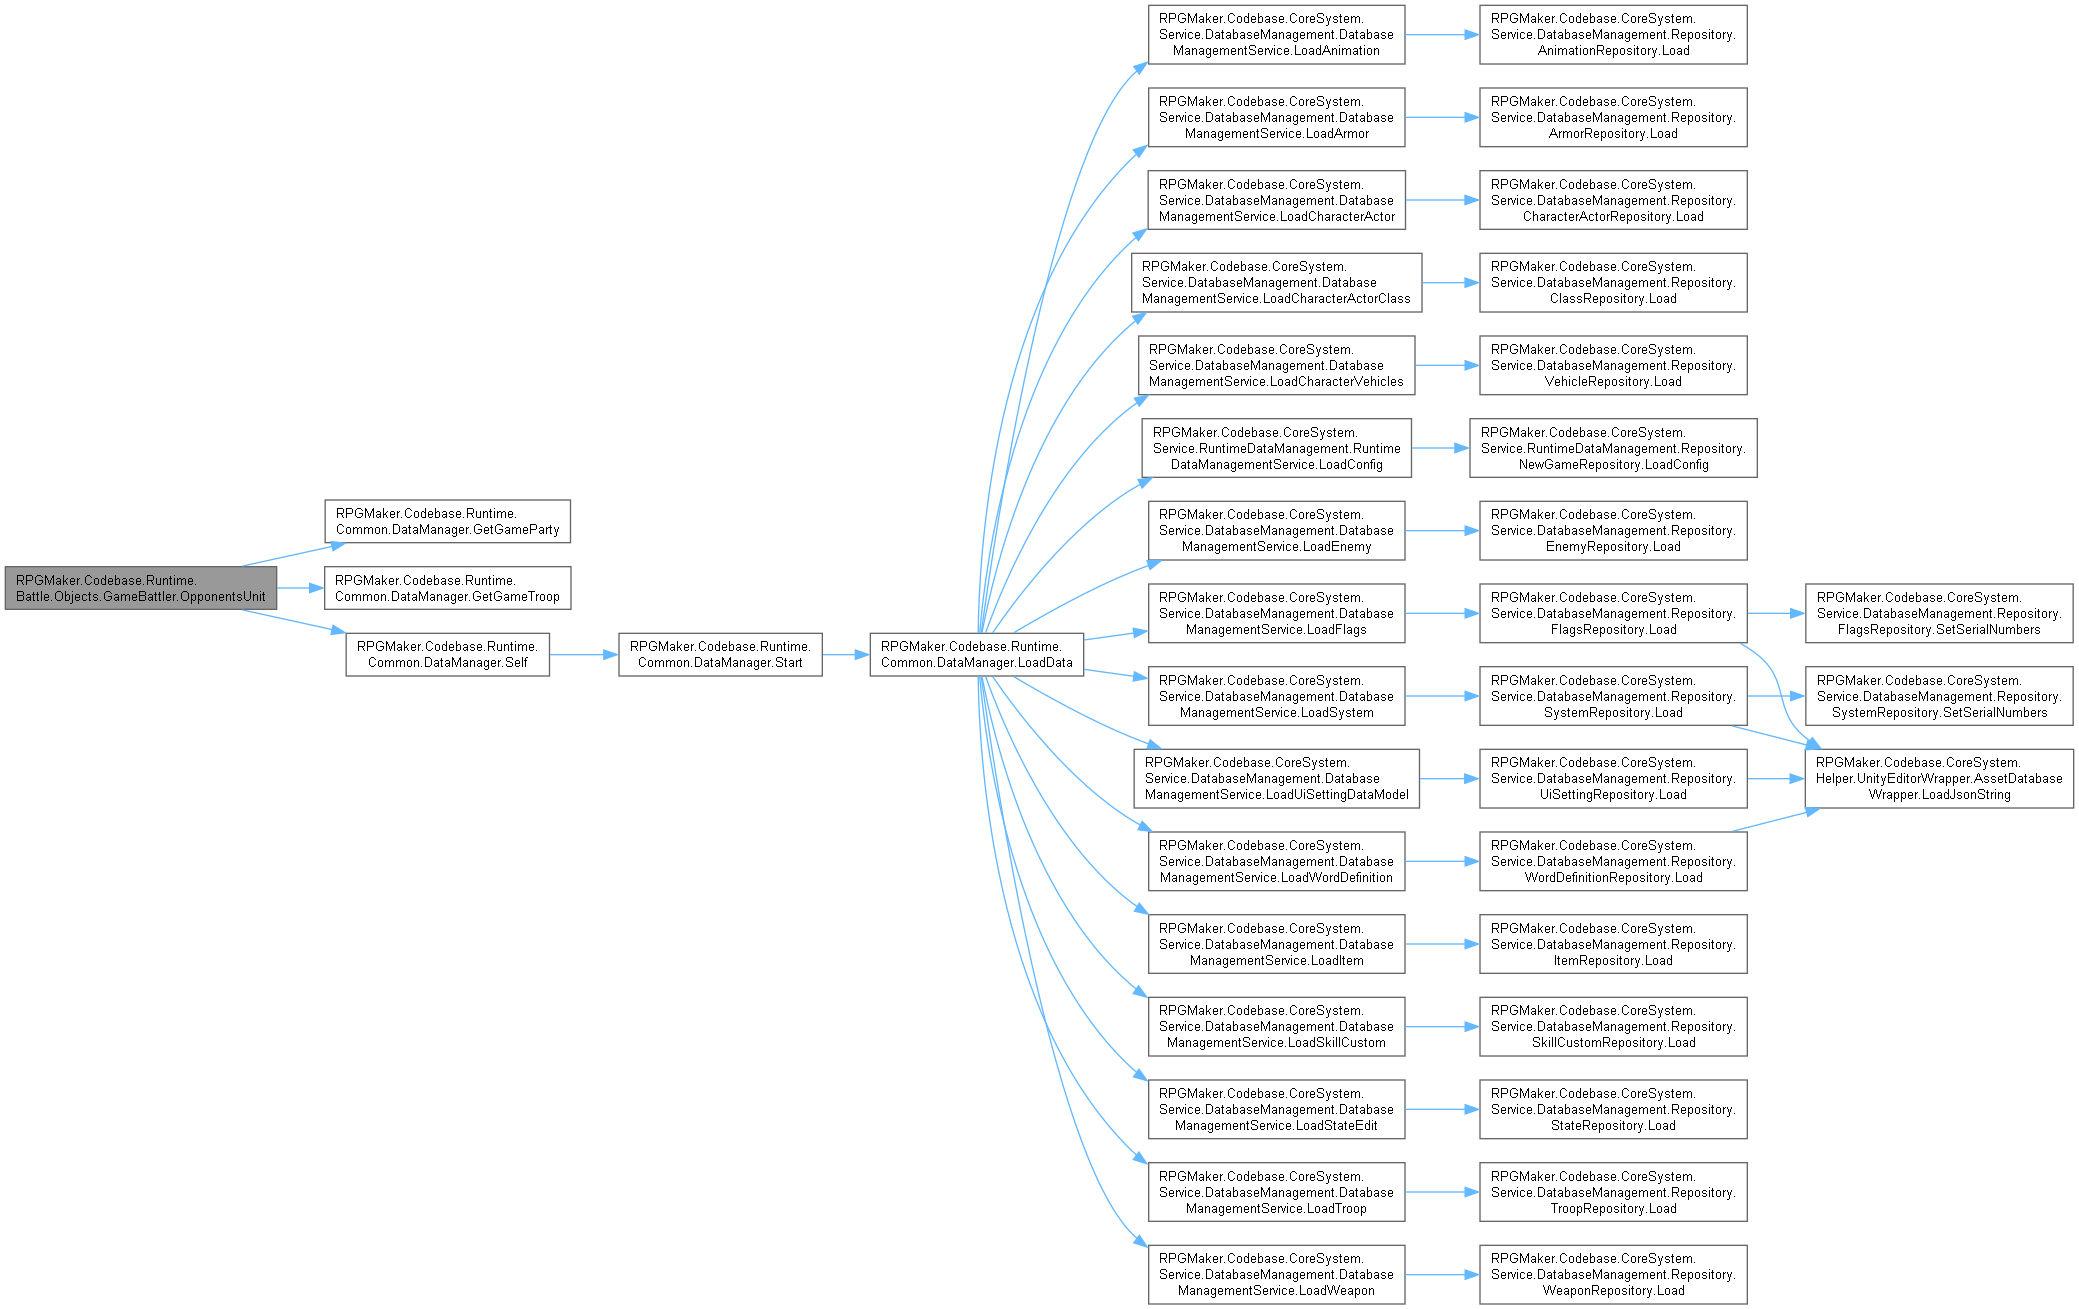 RPGMaker.Codebase.Runtime.
Battle.Objects.GameBattler.OpponentsUnit
RPGMaker.Codebase.Runtime.
Common.DataManager.GetGameParty
RPGMaker.Codebase.Runtime.
Common.DataManager.GetGameTroop
RPGMaker.Codebase.Runtime.
Common.DataManager.Self
RPGMaker.Codebase.Runtime.
Common.DataManager.Start
RPGMaker.Codebase.Runtime.
Common.DataManager.LoadData
RPGMaker.Codebase.CoreSystem.
Service.DatabaseManagement.Database
ManagementService.LoadAnimation
RPGMaker.Codebase.CoreSystem.
Service.DatabaseManagement.Repository.
AnimationRepository.Load
RPGMaker.Codebase.CoreSystem.
Service.DatabaseManagement.Database
ManagementService.LoadArmor
RPGMaker.Codebase.CoreSystem.
Service.DatabaseManagement.Repository.
ArmorRepository.Load
RPGMaker.Codebase.CoreSystem.
Service.DatabaseManagement.Database
ManagementService.LoadCharacterActor
RPGMaker.Codebase.CoreSystem.
Service.DatabaseManagement.Repository.
CharacterActorRepository.Load
RPGMaker.Codebase.CoreSystem.
Service.DatabaseManagement.Database
ManagementService.LoadCharacterActorClass
RPGMaker.Codebase.CoreSystem.
Service.DatabaseManagement.Repository.
ClassRepository.Load
RPGMaker.Codebase.CoreSystem.
Service.DatabaseManagement.Database
ManagementService.LoadCharacterVehicles
RPGMaker.Codebase.CoreSystem.
Service.DatabaseManagement.Repository.
VehicleRepository.Load
RPGMaker.Codebase.CoreSystem.
Service.RuntimeDataManagement.Runtime
DataManagementService.LoadConfig
RPGMaker.Codebase.CoreSystem.
Service.RuntimeDataManagement.Repository.
NewGameRepository.LoadConfig
RPGMaker.Codebase.CoreSystem.
Service.DatabaseManagement.Database
ManagementService.LoadEnemy
RPGMaker.Codebase.CoreSystem.
Service.DatabaseManagement.Repository.
EnemyRepository.Load
RPGMaker.Codebase.CoreSystem.
Service.DatabaseManagement.Database
ManagementService.LoadFlags
RPGMaker.Codebase.CoreSystem.
Service.DatabaseManagement.Repository.
FlagsRepository.Load
RPGMaker.Codebase.CoreSystem.
Service.DatabaseManagement.Repository.
FlagsRepository.SetSerialNumbers
RPGMaker.Codebase.CoreSystem.
Service.DatabaseManagement.Database
ManagementService.LoadSystem
RPGMaker.Codebase.CoreSystem.
Service.DatabaseManagement.Repository.
SystemRepository.Load
RPGMaker.Codebase.CoreSystem.
Service.DatabaseManagement.Repository.
SystemRepository.SetSerialNumbers
RPGMaker.Codebase.CoreSystem.
Service.DatabaseManagement.Database
ManagementService.LoadUiSettingDataModel
RPGMaker.Codebase.CoreSystem.
Service.DatabaseManagement.Repository.
UiSettingRepository.Load
RPGMaker.Codebase.CoreSystem.
Helper.UnityEditorWrapper.AssetDatabase
Wrapper.LoadJsonString
RPGMaker.Codebase.CoreSystem.
Service.DatabaseManagement.Database
ManagementService.LoadWordDefinition
RPGMaker.Codebase.CoreSystem.
Service.DatabaseManagement.Repository.
WordDefinitionRepository.Load
RPGMaker.Codebase.CoreSystem.
Service.DatabaseManagement.Database
ManagementService.LoadItem
RPGMaker.Codebase.CoreSystem.
Service.DatabaseManagement.Repository.
ItemRepository.Load
RPGMaker.Codebase.CoreSystem.
Service.DatabaseManagement.Database
ManagementService.LoadSkillCustom
RPGMaker.Codebase.CoreSystem.
Service.DatabaseManagement.Repository.
SkillCustomRepository.Load
RPGMaker.Codebase.CoreSystem.
Service.DatabaseManagement.Database
ManagementService.LoadStateEdit
RPGMaker.Codebase.CoreSystem.
Service.DatabaseManagement.Repository.
StateRepository.Load
RPGMaker.Codebase.CoreSystem.
Service.DatabaseManagement.Database
ManagementService.LoadTroop
RPGMaker.Codebase.CoreSystem.
Service.DatabaseManagement.Repository.
TroopRepository.Load
RPGMaker.Codebase.CoreSystem.
Service.DatabaseManagement.Database
ManagementService.LoadWeapon
RPGMaker.Codebase.CoreSystem.
Service.DatabaseManagement.Repository.
WeaponRepository.Load